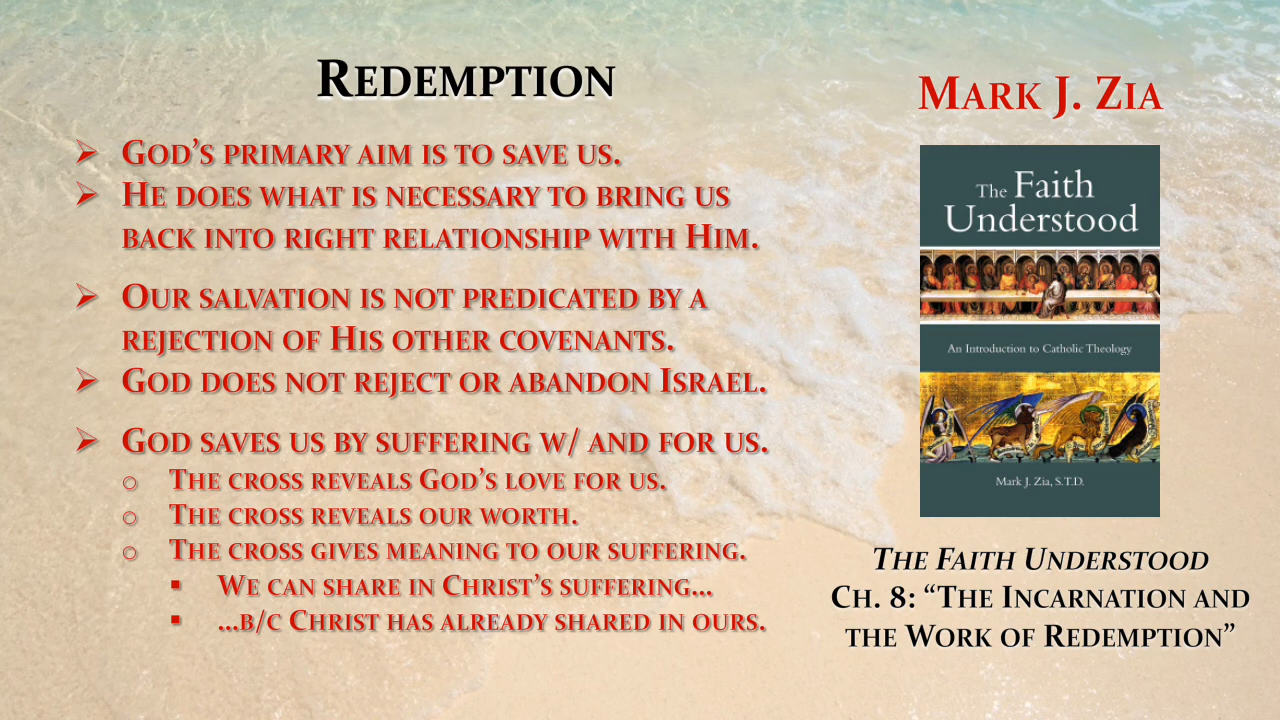 REDEMPTION
➢ GOD'S PRIMARY AIM IS TO SAVE US.
➢ HE DOES WHAT IS NECESSARY TO BRING US
BACK INTO RIGHT RELATIONSHIP WITH HIM.
➢ OUR SALVATION IS NOT PREDICATED BY A
REJECTION OF HIS OTHER COVENANTS.
➢ GOD DOES NOT REJECT OR ABANDON ISRAEL.
➢ GOD SAVES US BY SUFFERING W/ AND FOR US.
o THE CROSS REVEALS GOD'S LOVE FOR US.
o THE CROSS REVEALS OUR WORTH.
o THE CROSS GIVES MEANING TO OUR SUFFERING.
▪ WE CAN SHARE IN CHRIST'S SUFFERING...
▪ ...B/C CHRIST HAS ALREADY SHARED IN OURS.
MARK J. ZIA
The Faith
Understood
An Introduction to Catholic Theology
Mark J. Zia, S.T.D.
THE FAITH UNDERSTOOD
CH. 8: “THE INCARNATION AND
THE WORK OF REDEMPTION”